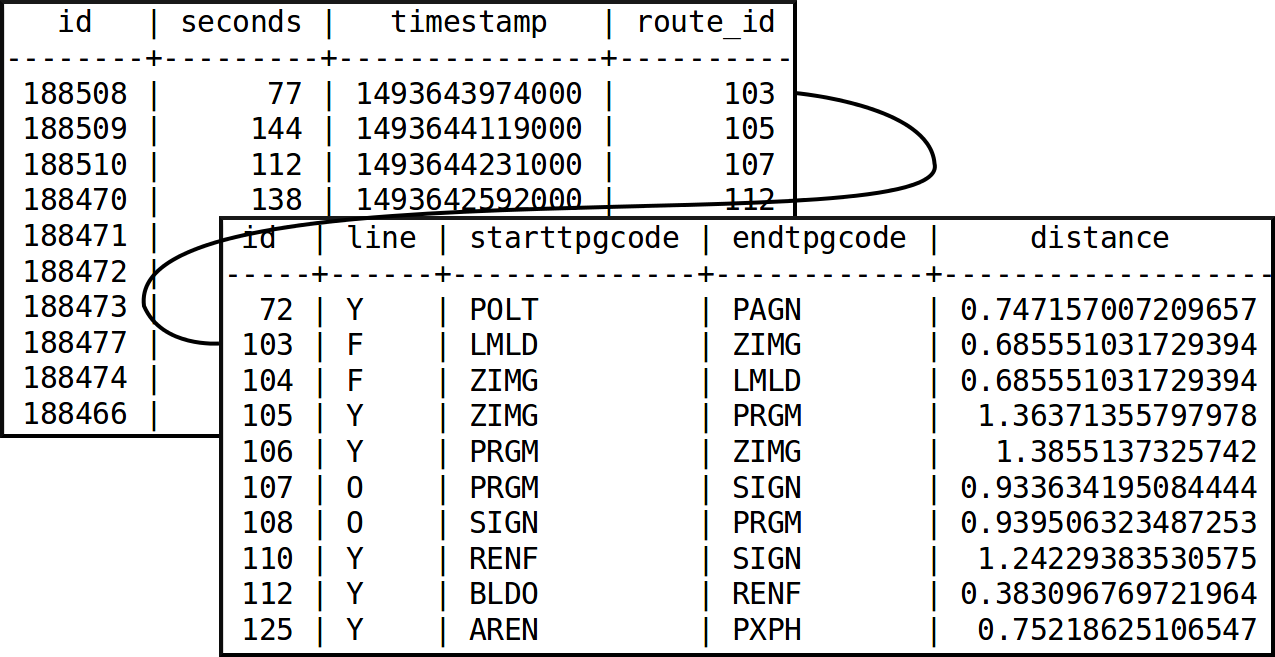 id   | seconds |   timestamp   | route_id
--------+---------+---------------+----------
 188508 |      77 | 1493643974000 |      103
 188509 |     144 | 1493644119000 |      105
 188510 |     112 | 1493644231000 |      107
 188470 |     138 | 1493642592000 |      112
 188471 |
 188472 |
 188473 |
 188477 |
 188474 |
 188466 |
 id  | line | starttpgcode | endtpgcode |     distance
-----+------+--------------+------------+-------------------
  72 | Y    | POLT         | PAGN       | 0.747157007209657
 103 | F    | LMLD         | ZIMG       | 0.685551031729394
 104 | F    | ZIMG         | LMLD       | 0.685551031729394
 105 | Y    | ZIMG         | PRGM       |  1.36371355797978
 106 | Y    | PRGM         | ZIMG       |   1.3855137325742
 107 | O    | PRGM         | SIGN       | 0.933634195084444
 108 | O    | SIGN         | PRGM       | 0.939506323487253
 110 | Y    | RENF         | SIGN       |  1.24229383530575
 112 | Y    | BLDO         | RENF       | 0.383096769721964
 125 | Y    | AREN         | PXPH       |  0.75218625106547